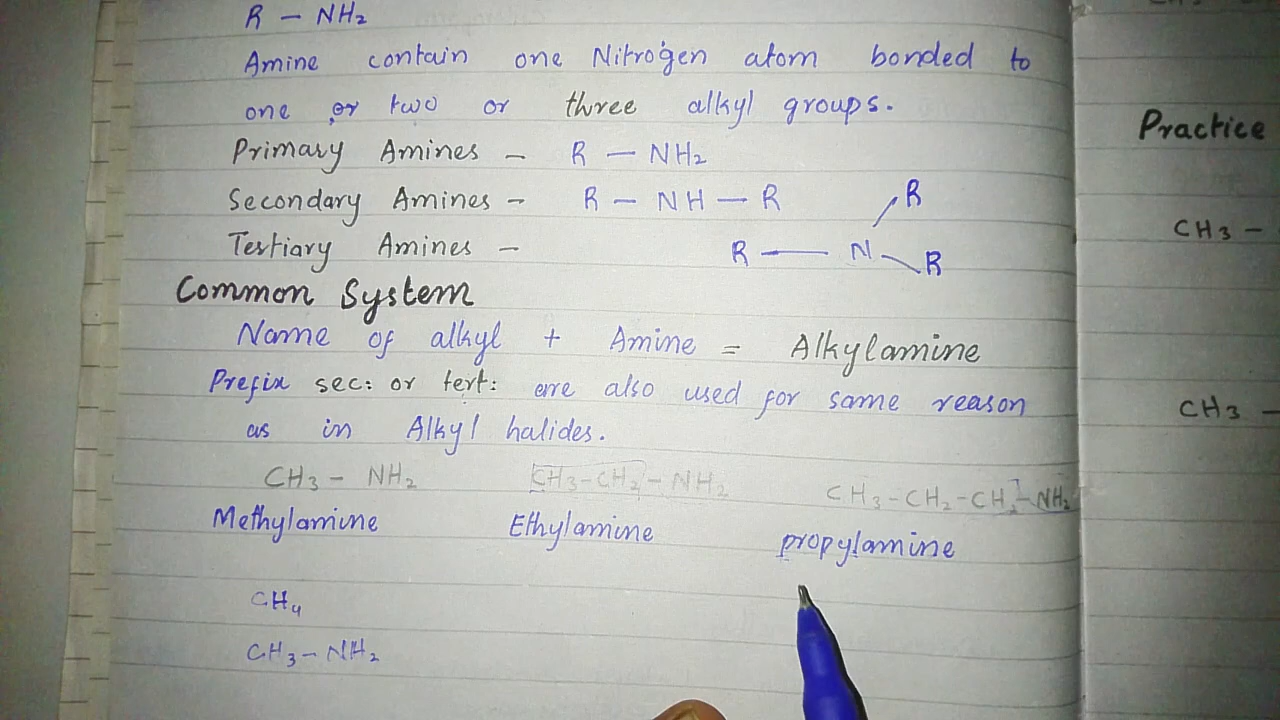 R - NH₂
Amine contain one Nitrogen atom bonded to
one or two or three alkyl groups.
Primary Amines - R - NH₂
Secondary Amines - R - NH - R
R
Tertiary Amines - R - N - R
Common System
Name of alkyl + Amine = Alkylamine
Prefix sec: or tert: are also used for same reason
as in Alkyl halides.
CH₃ - NH₂ CH₃-CH₂ - NH₂ CH₃-CH₂-CH₂-NH₂
Methylamine Ethylamine propylamine
CH₄
CH₃ - NH₂
Practice
CH₃ -
CH₃ -